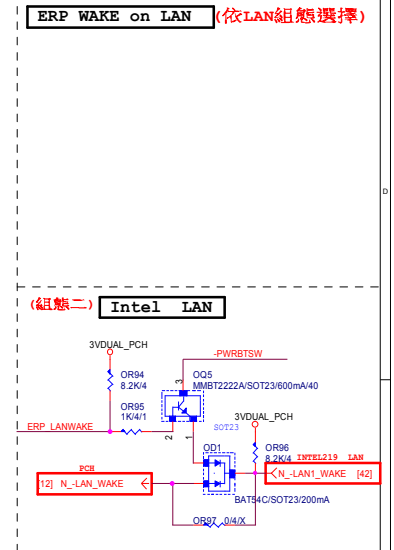 ERP WAKE on LAN (依LAN組態選擇)
D
(組態二) Intel LAN
3VDUAL_PCH
-PWRBTSW
OR94
8.2K/4
3
OQ5
MMBT2222A/SOT23/600mA/40
OR95
1K/4/1
ERP_LANWAKE
2
1
SOT23
3VDUAL_PCH
OD1
OR96
8.2K/4
INTEL219 LAN
PCH
[12] N_-LAN_WAKE
N_-LAN1_WAKE [42]
BAT54C/SOT23/200mA
OR97 0/4/X